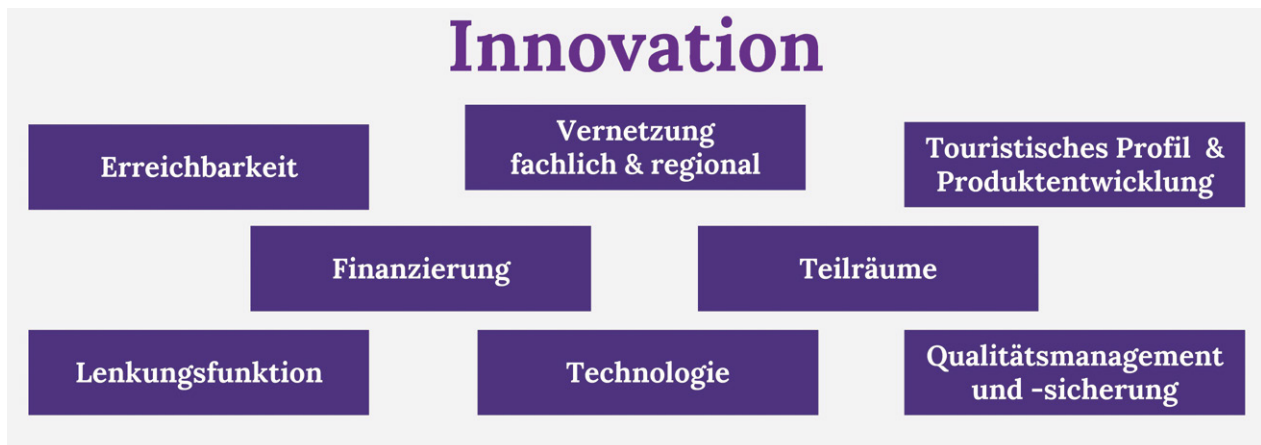 Innovation
Erreichbarkeit
Vernetzung
fachlich & regional
Touristisches Profil &
Produktentwicklung
Finanzierung
Teilräume
Lenkungsfunktion
Technologie
Qualitätsmanagement
und -sicherung